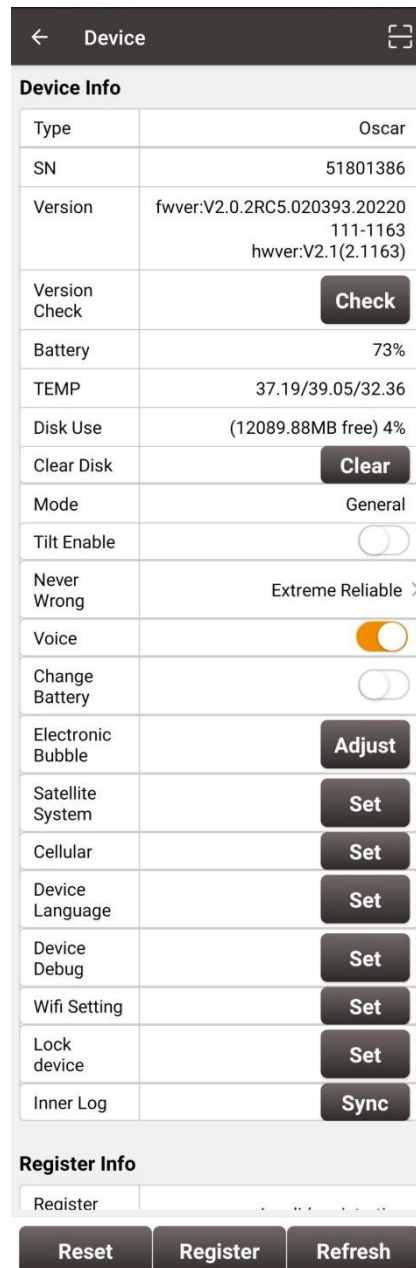 Device
Device Info
Type Oscar
SN 51801386
Version fwver:V2.0.2RC5.020393.20220
111-1163
hwver:V2.1(2.1163)
Version
Check Check
Battery 73%
TEMP 37.19/39.05/32.36
Disk Use (12089.88MB free) 4%
Clear Disk Clear
Mode General
Tilt Enable
Never
Wrong Extreme Reliable
Voice
Change
Battery
Electronic
Bubble Adjust
Satellite
System Set
Cellular Set
Device
Language Set
Device
Debug Set
Wifi Setting Set
Lock
device Set
Inner Log Sync
Register Info
Register
Reset Register Refresh